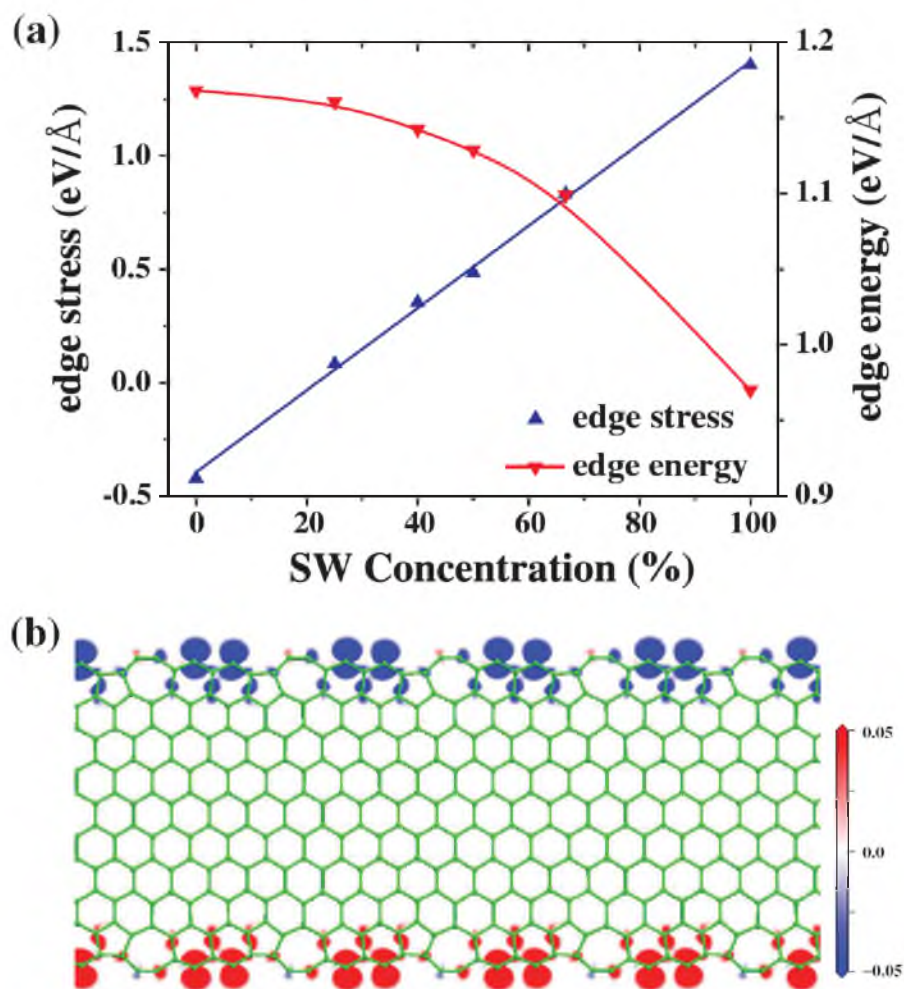 (a)
1.5
1.0
0.5
0.0
-0.5
edge stress (eV/Å)
1.2
1.1
1.0
0.9
edge energy (eV/Å)
edge stress
edge energy
0 20 40 60 80 100
SW Concentration (%)
(b)
0.05
0.0
−0.05